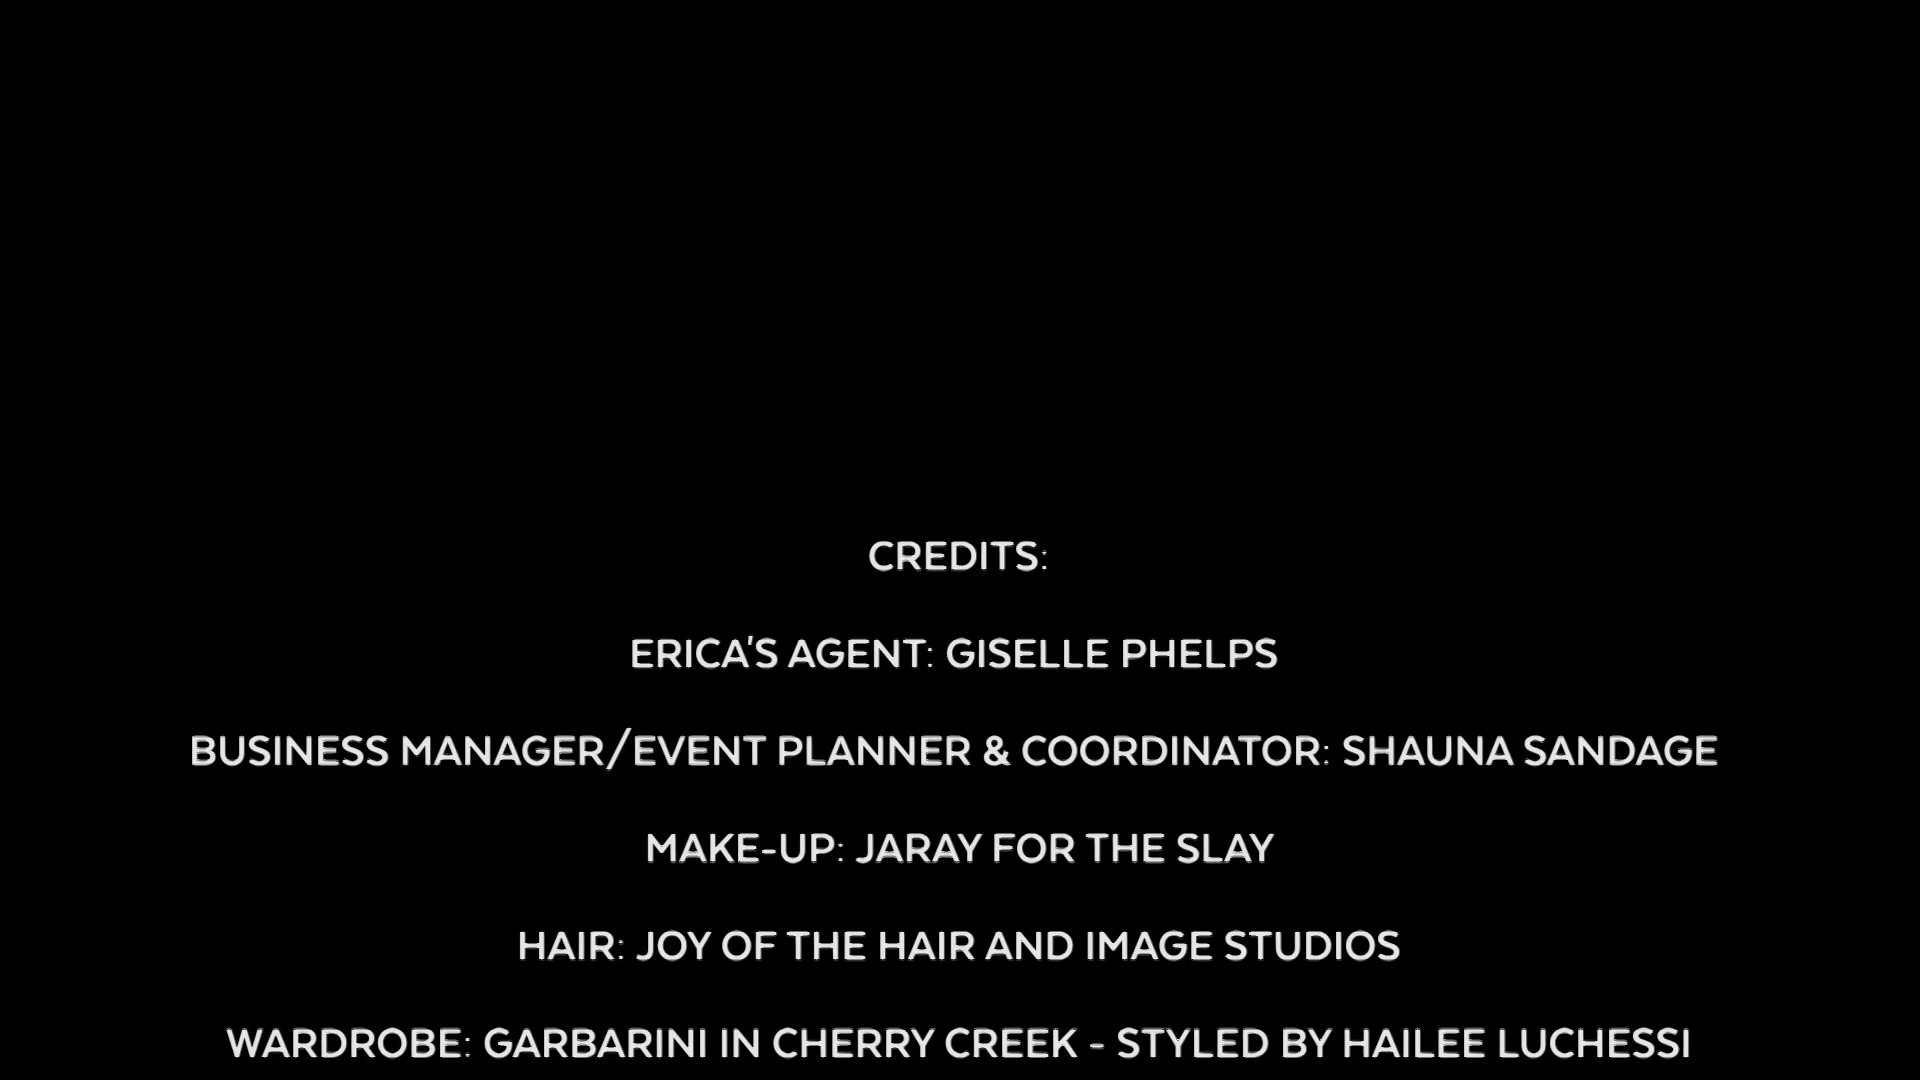 CREDITS:
ERICA'S AGENT: GISELLE PHELPS
BUSINESS MANAGER/EVENT PLANNER & COORDINATOR: SHAUNA SANDAGE
MAKE-UP: JARAY FOR THE SLAY
HAIR: JOY OF THE HAIR AND IMAGE STUDIOS
WARDROBE: GARBARINI IN CHERRY CREEK - STYLED BY HAILEE LUCHESSI